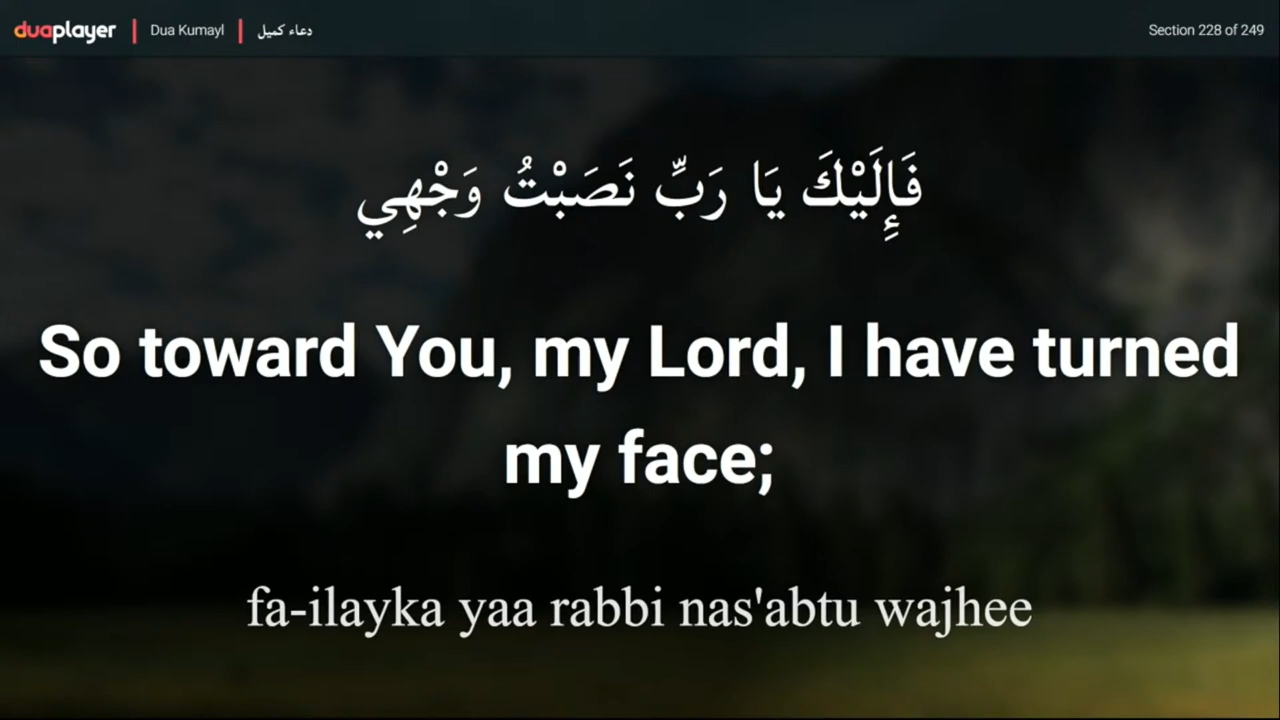 duaplayer | Dua Kumayl | دعاء كميل
Section 228 of 249
فَإِلَيْكَ يَا رَبِّ نَصَبْتُ وَجْهِي
So toward You, my Lord, I have turned
my face;
fa-ilayka yaa rabbi nas'abtu wajhee